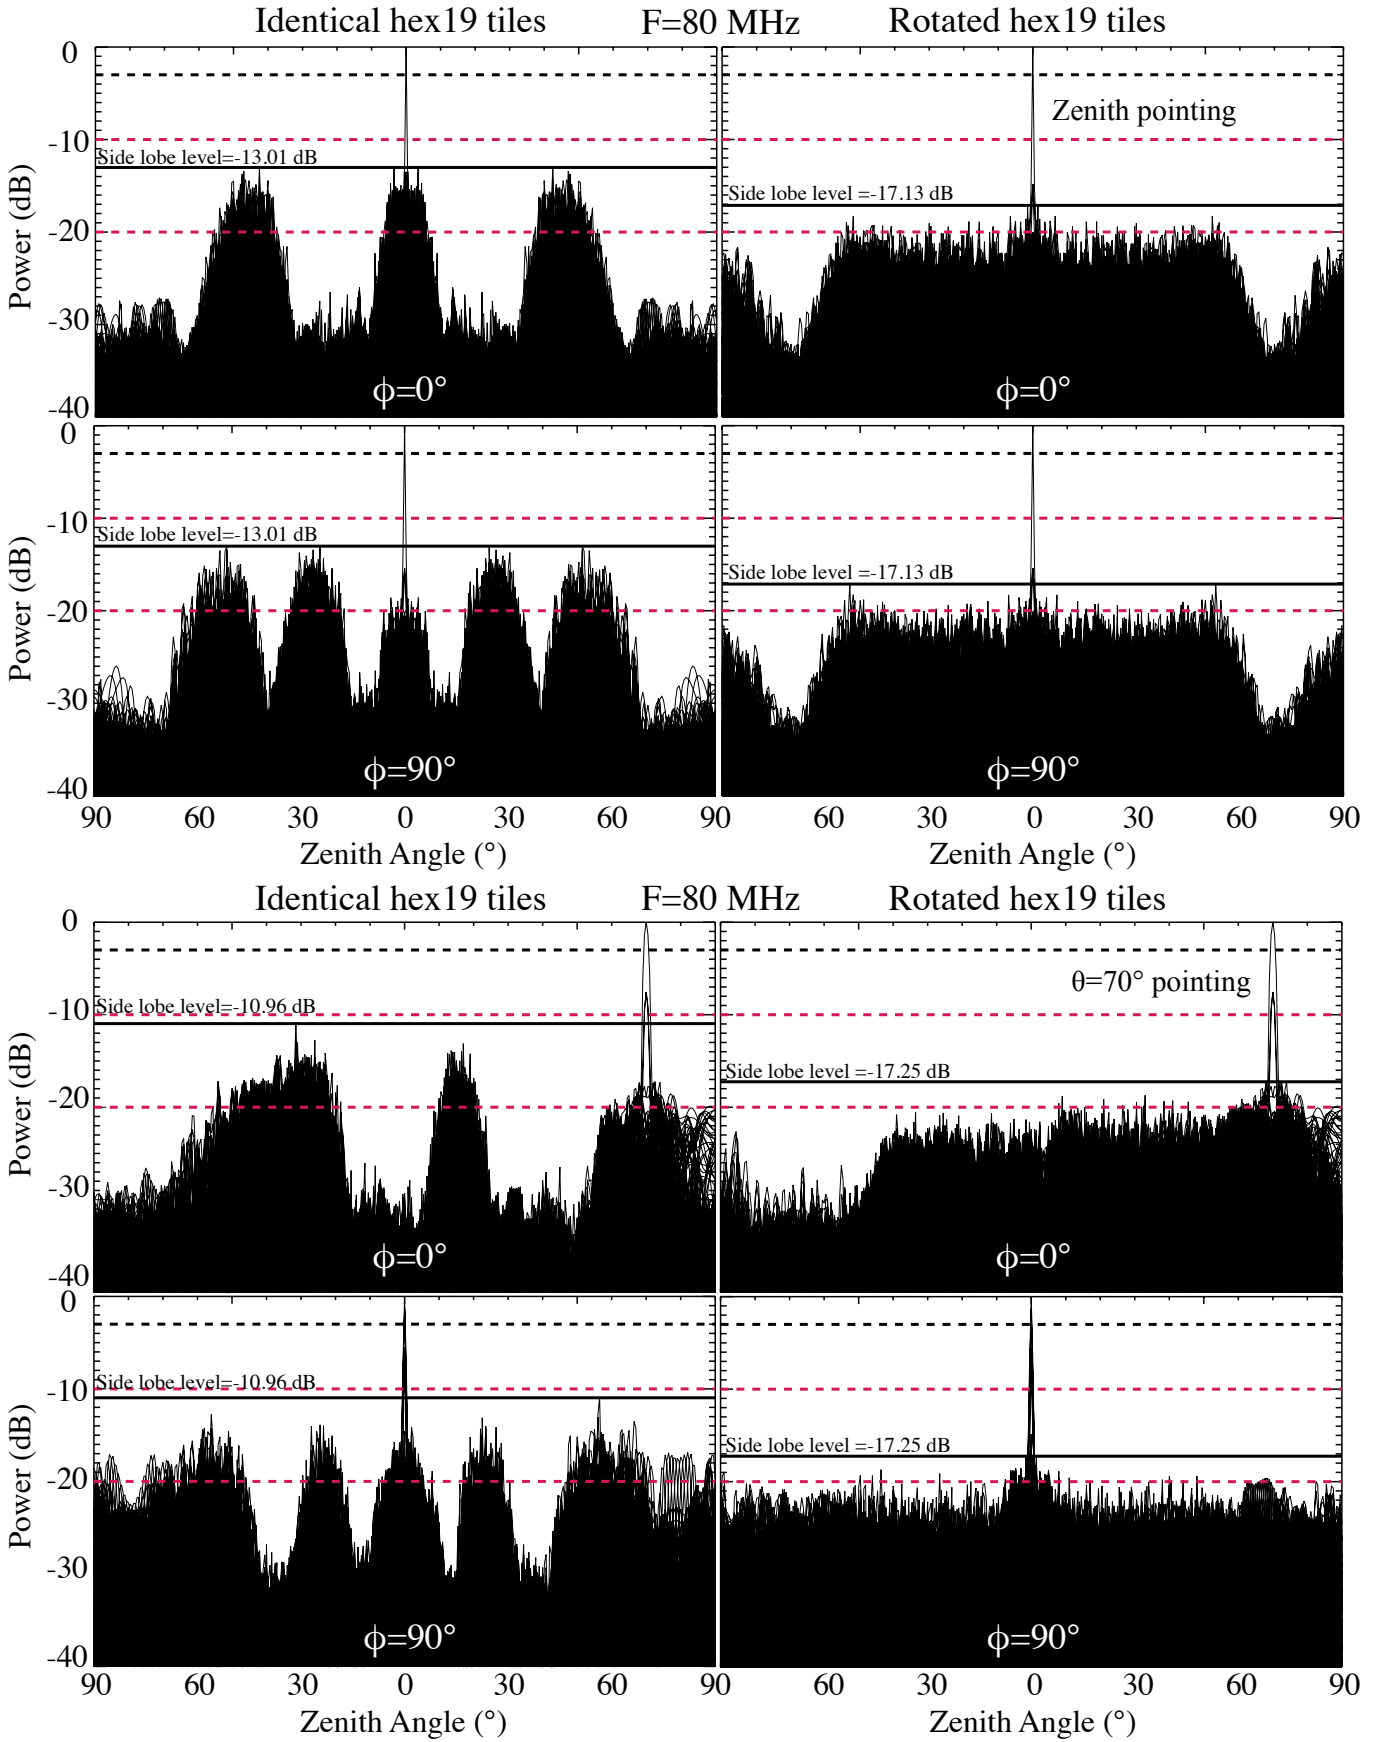 Identical hex19 tiles F=80 MHz Rotated hex19 tiles
0
-10
-20
-30
-40
Power (dB)
Side lobe level=-13.01 dB
ϕ=0°
Zenith pointing
Side lobe level =-17.13 dB
ϕ=0°
0
-10
-20
-30
-40
Power (dB)
Side lobe level=-13.01 dB
ϕ=90°
Side lobe level =-17.13 dB
ϕ=90°
90 60 30 0 30 60 90 60 30 0 30 60 90
Zenith Angle (°) Zenith Angle (°)
Identical hex19 tiles F=80 MHz Rotated hex19 tiles
0
-10
-20
-30
-40
Power (dB)
Side lobe level=-10.96 dB
ϕ=0°
θ=70° pointing
Side lobe level =-17.25 dB
ϕ=0°
0
-10
-20
-30
-40
Power (dB)
Side lobe level=-10.96 dB
ϕ=90°
Side lobe level =-17.25 dB
ϕ=90°
90 60 30 0 30 60 90 60 30 0 30 60 90
Zenith Angle (°) Zenith Angle (°)